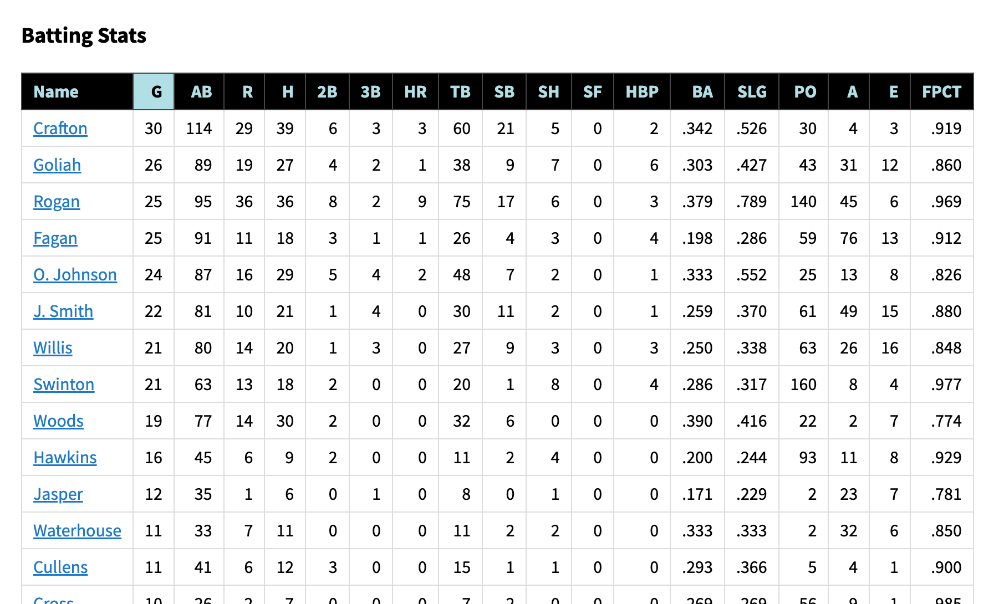 Batting Stats
Name G AB R H 2B 3B HR TB SB SH SF HBP BA SLG PO A E FPCT
Crafton 30 114 29 39 6 3 3 60 21 5 0 2 .342 .526 30 4 3 .919
Goliah 26 89 19 27 4 2 1 38 9 7 0 6 .303 .427 43 31 12 .860
Rogan 25 95 36 36 8 2 9 75 17 6 0 3 .379 .789 140 45 6 .969
Fagan 25 91 11 18 3 1 1 26 4 3 0 4 .198 .286 59 76 13 .912
O. Johnson 24 87 16 29 5 4 2 48 7 2 0 1 .333 .552 25 13 8 .826
J. Smith 22 81 10 21 1 4 0 30 11 2 0 1 .259 .370 61 49 15 .880
Willis 21 80 14 20 1 3 0 27 9 3 0 3 .250 .338 63 26 16 .848
Swinton 21 63 13 18 2 0 0 20 1 8 0 4 .286 .317 160 8 4 .977
Woods 19 77 14 30 2 0 0 32 6 0 0 0 .390 .416 22 2 7 .774
Hawkins 16 45 6 9 2 0 0 11 2 4 0 0 .200 .244 93 11 8 .929
Jasper 12 35 1 6 0 1 0 8 0 1 0 0 .171 .229 2 23 7 .781
Waterhouse 11 33 7 11 0 0 0 11 2 2 0 0 .333 .333 2 32 6 .850
Cullens 11 41 6 12 3 0 0 15 1 1 0 0 .293 .366 5 4 1 .900
Cross 10 26 2 7 0 0 0 7 2 0 0 0 .269 .269 56 9 1 .985